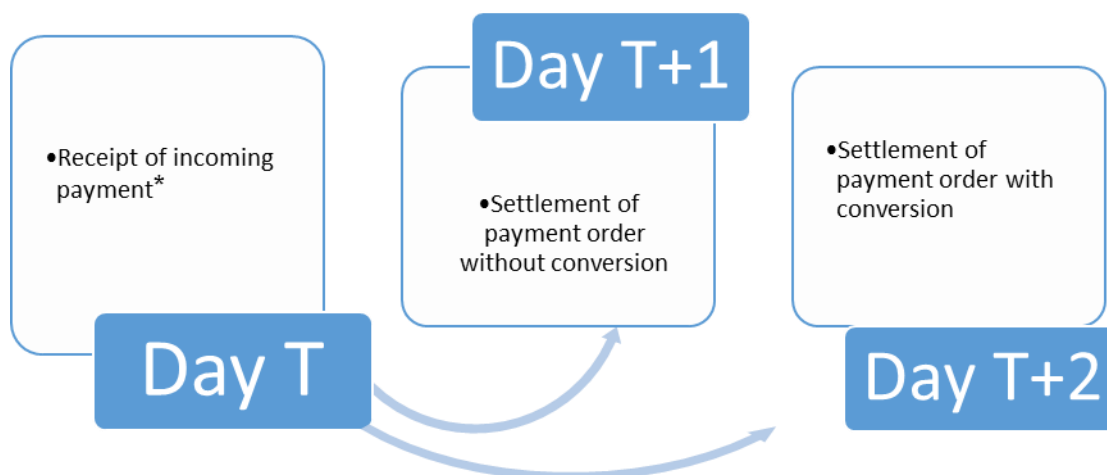 •Receipt of incoming
payment*
Day T
Day T+1
•Settlement of
payment order
without conversion
•Settlement of
payment order with
conversion
Day T+2